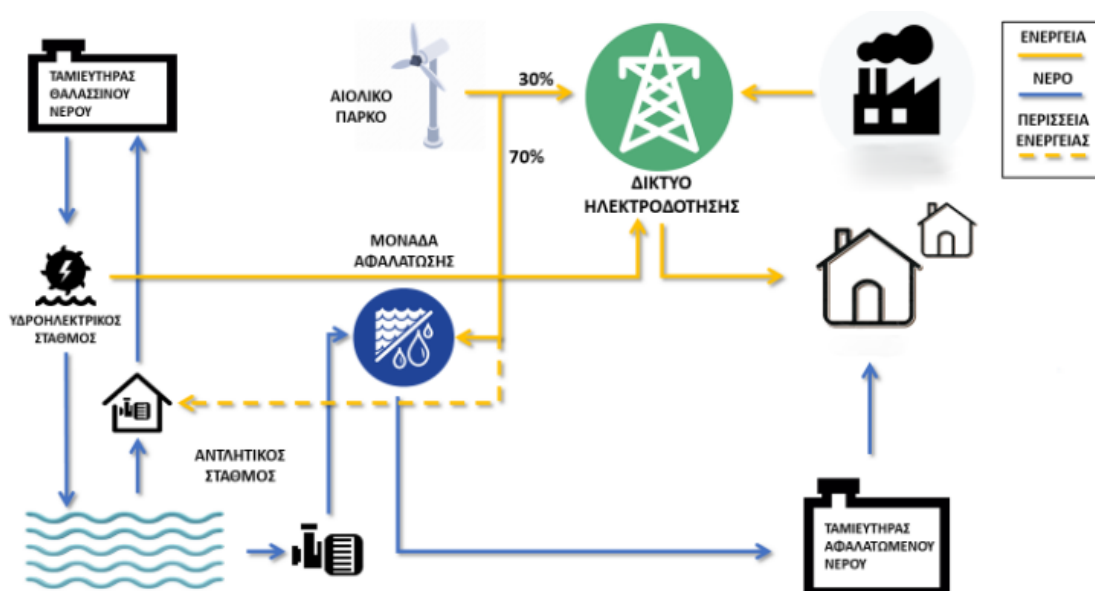 ΤΑΜΙΕΥΤΗΡΑΣ
ΘΑΛΑΣΣΙΝΟΥ
ΝΕΡΟΥ
ΑΙΟΛΙΚΟ
ΠΑΡΚΟ
30%
70%
ΔΙΚΤΥΟ
ΗΛΕΚΤΡΟΔΟΤΗΣΗΣ
ΕΝΕΡΓΕΙΑ
ΝΕΡΟ
ΠΕΡΙΣΣΕΙΑ
ΕΝΕΡΓΕΙΑΣ
ΜΟΝΑΔΑ
ΑΦΑΛΑΤΩΣΗΣ
ΥΔΡΟΗΛΕΚΤΡΙΚΟΣ
ΣΤΑΘΜΟΣ
ΑΝΤΛΗΤΙΚΟΣ
ΣΤΑΘΜΟΣ
ΤΑΜΙΕΥΤΗΡΑΣ
ΑΦΑΛΑΤΩΜΕΝΟΥ
ΝΕΡΟΥ